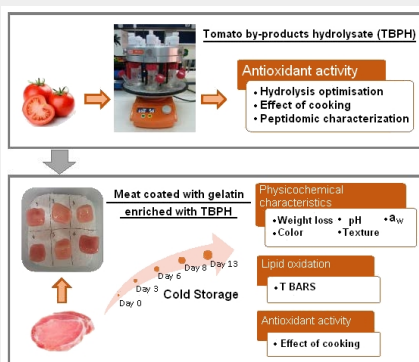 Tomato by-products hydrolysate (TBPH)
Antioxidant activity
• Hydrolysis optimisation
• Effect of cooking
• Peptidomic characterization
Meat coated with gelatin
enriched with TBPH
Day 0
Day 3
Day 6
Day 8
Day 13
Cold Storage
Physicochemical
characteristics
• Weight loss • pH • aw
• Color • Texture
Lipid oxidation
• T BARS
Antioxidant activity
• Effect of cooking